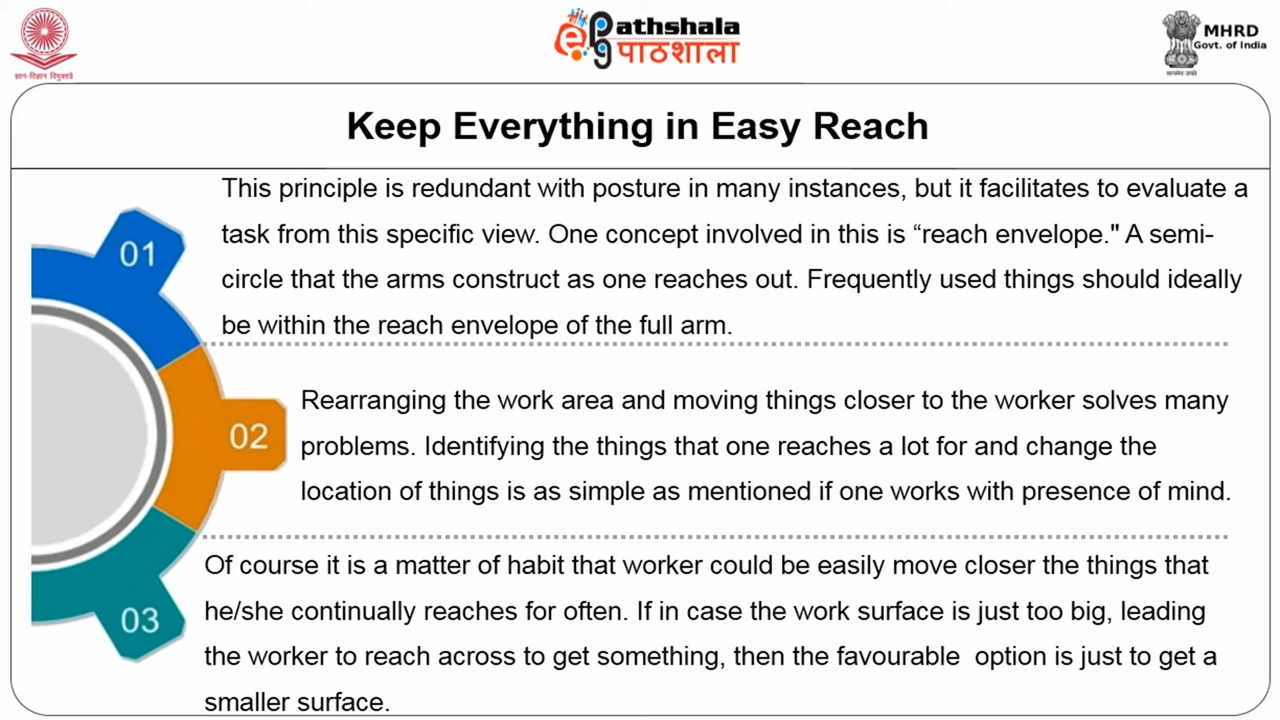 ज्ञान-विज्ञान विमुक्तये
ePg Pathshala
पाठशाला
सत्यमेव जयते
MHRD
Govt. of India
Keep Everything in Easy Reach
01
This principle is redundant with posture in many instances, but it facilitates to evaluate a
task from this specific view. One concept involved in this is “reach envelope." A semi-
circle that the arms construct as one reaches out. Frequently used things should ideally
be within the reach envelope of the full arm.
02
Rearranging the work area and moving things closer to the worker solves many
problems. Identifying the things that one reaches a lot for and change the
location of things is as simple as mentioned if one works with presence of mind.
03
Of course it is a matter of habit that worker could be easily move closer the things that
he/she continually reaches for often. If in case the work surface is just too big, leading
the worker to reach across to get something, then the favourable  option is just to get a
smaller surface.